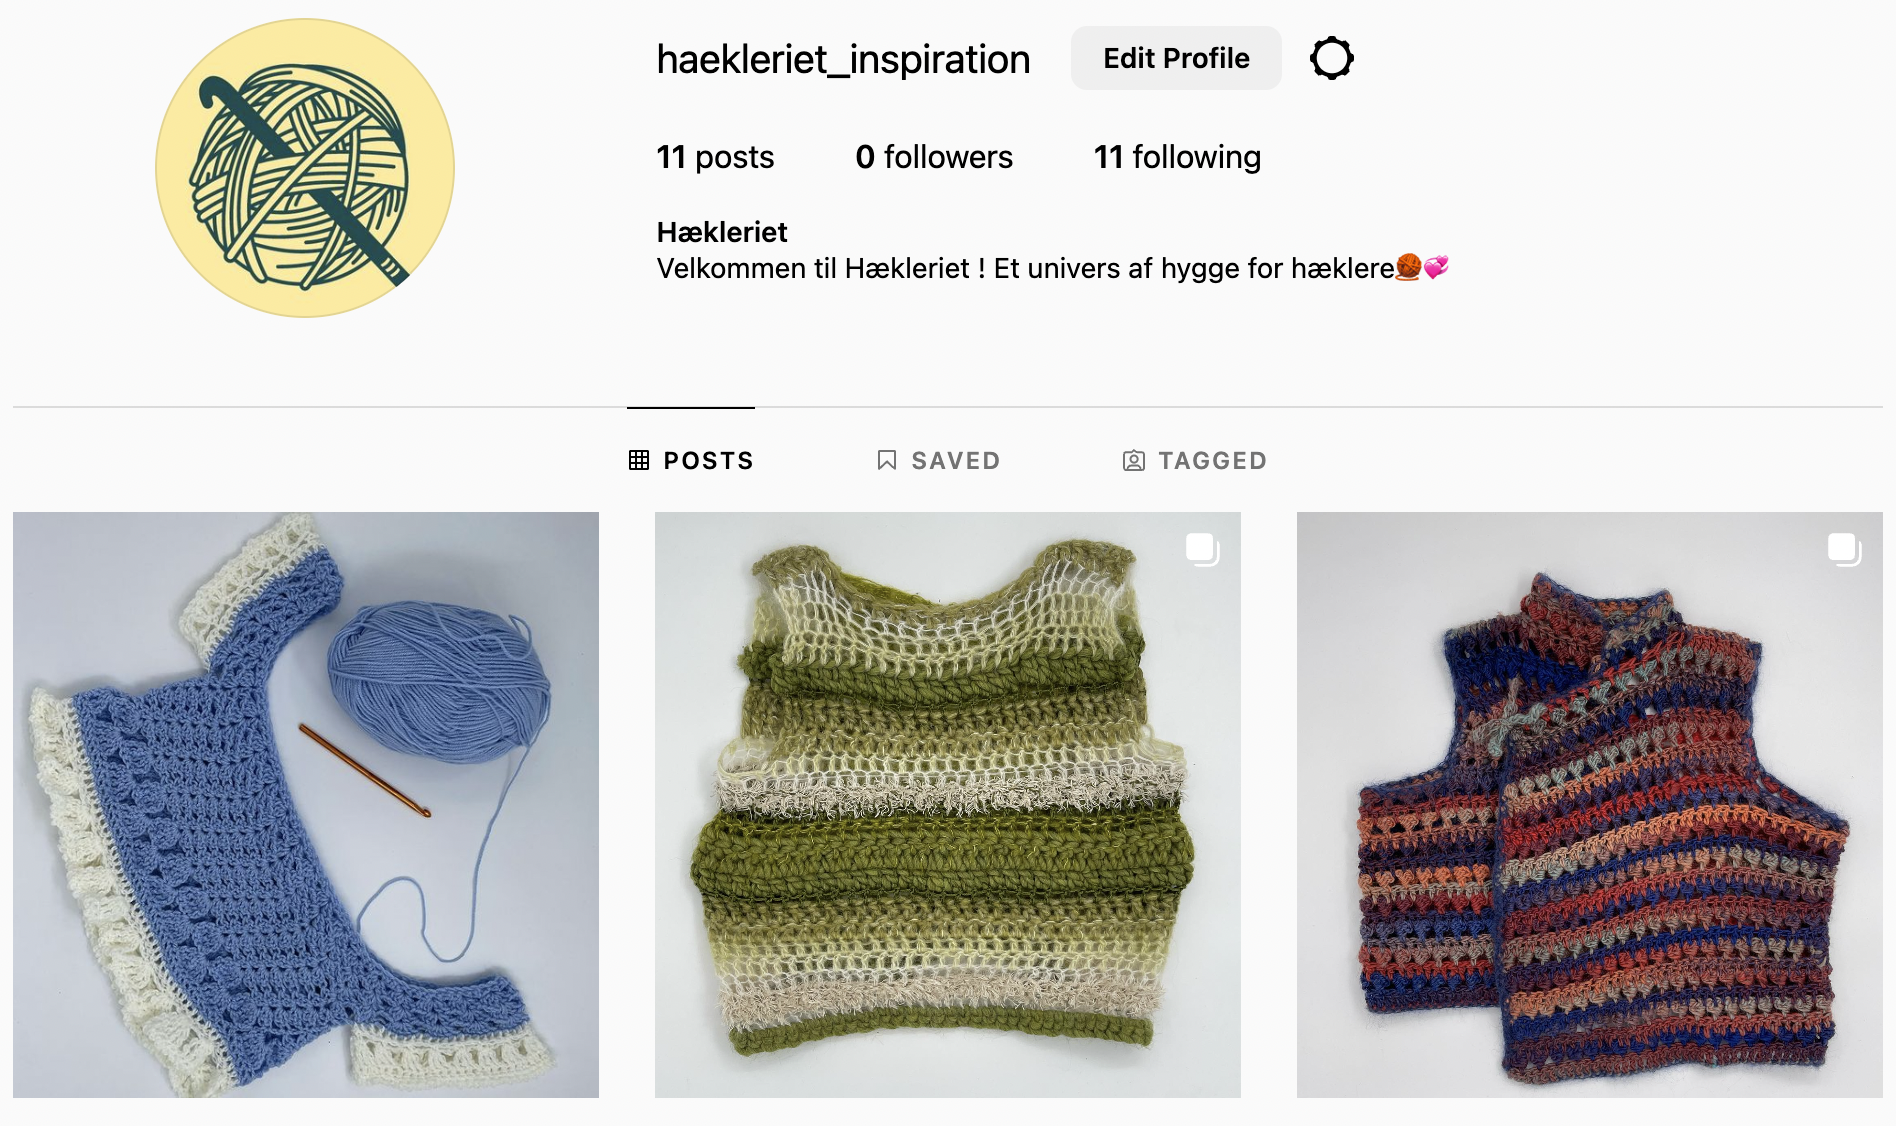 haekleriet_inspiration Edit Profile
11 posts 0 followers 11 following
Hækleriet
Velkommen til Hækleriet ! Et univers af hygge for hæklere🧶💞
POSTS SAVED TAGGED